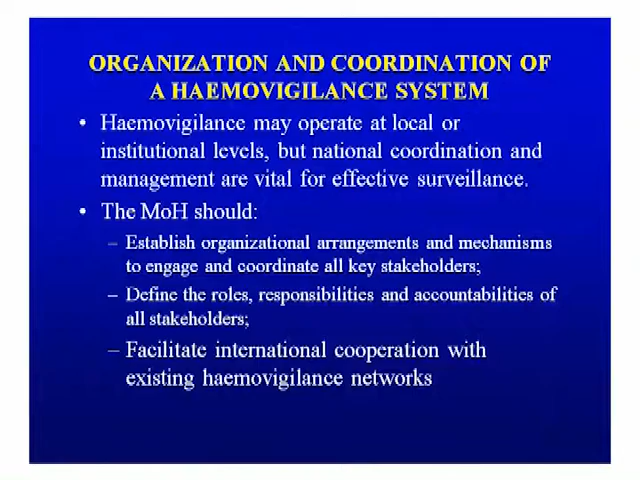 ORGANIZATION AND COORDINATION OF
A HAEMOVIGILANCE SYSTEM
• Haemovigilance may operate at local or
institutional levels, but national coordination and
management are vital for effective surveillance.
• The MoH should:
– Establish organizational arrangements and mechanisms
to engage and coordinate all key stakeholders;
– Define the roles, responsibilities and accountabilities of
all stakeholders;
– Facilitate international cooperation with
existing haemovigilance networks